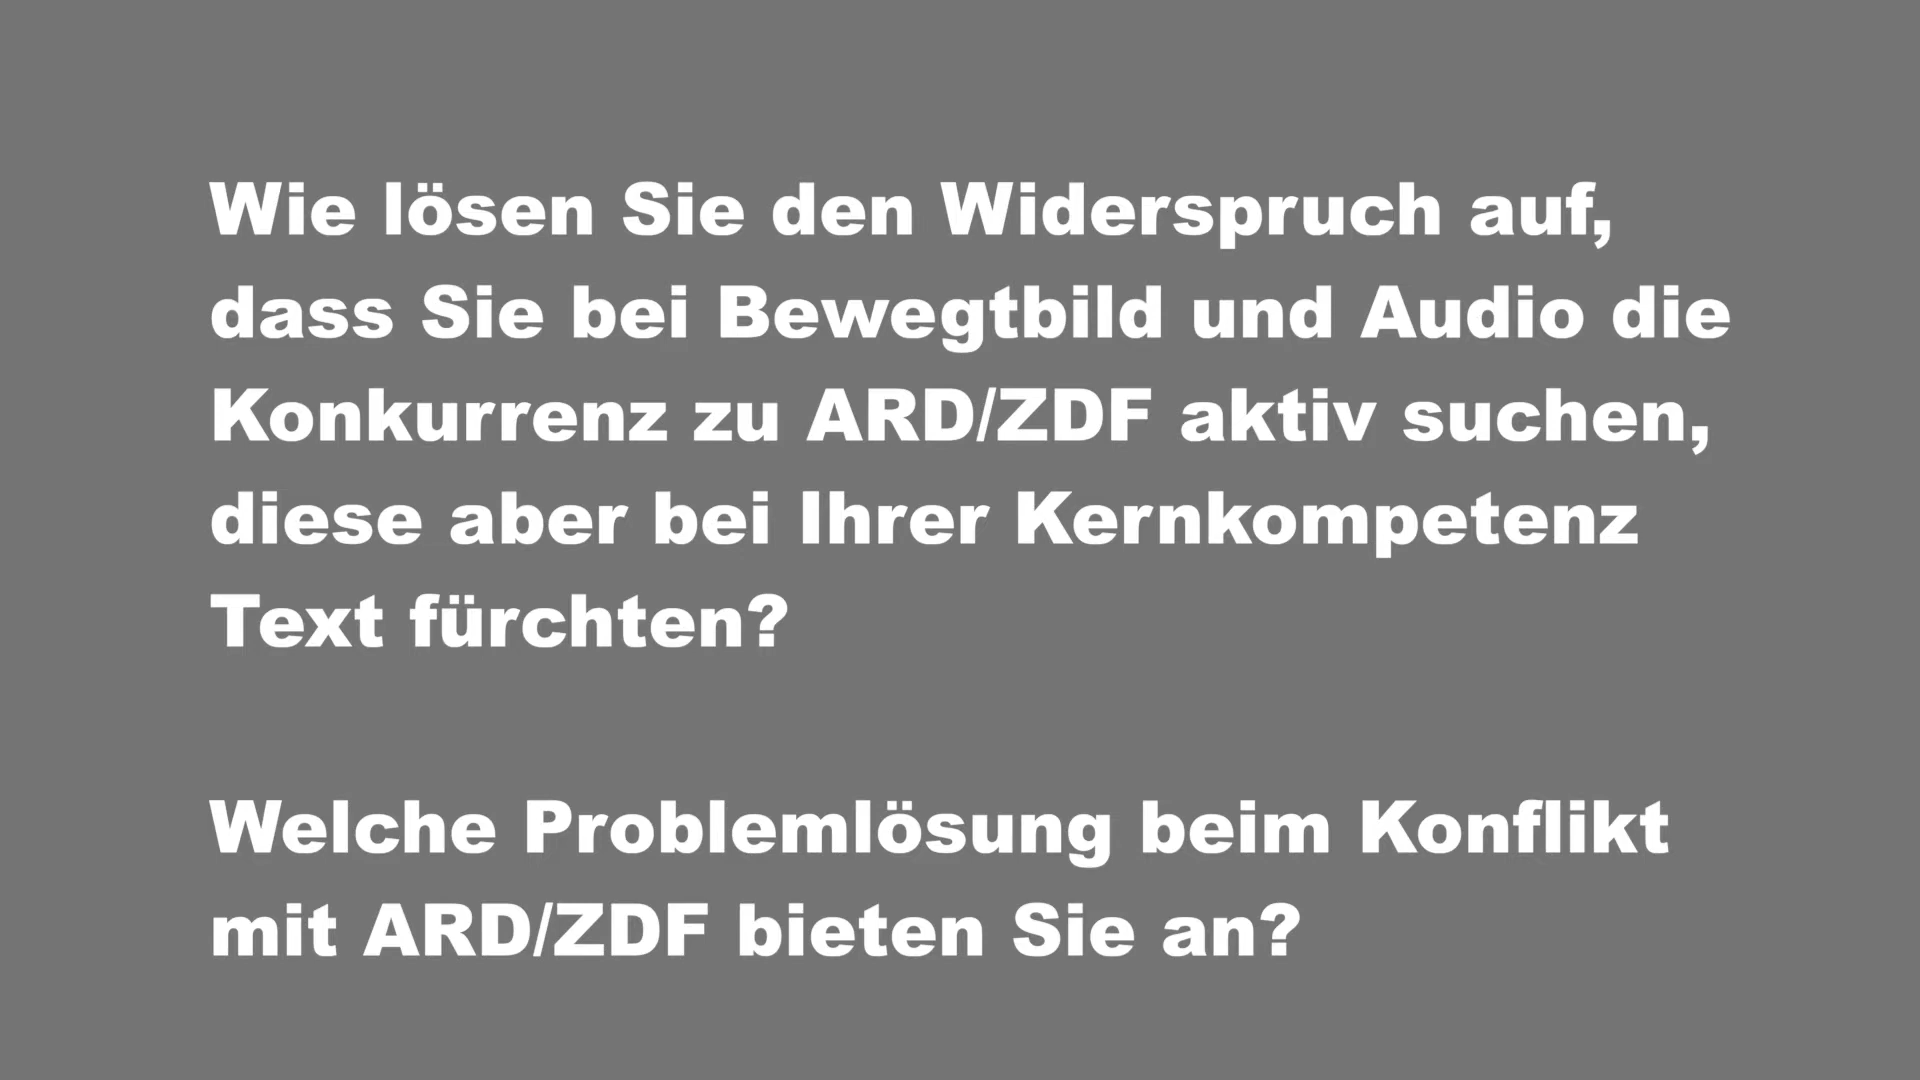 Wie lösen Sie den Widerspruch auf,
dass Sie bei Bewegtbild und Audio die
Konkurrenz zu ARD/ZDF aktiv suchen,
diese aber bei Ihrer Kernkompetenz
Text fürchten?
Welche Problemlösung beim Konflikt
mit ARD/ZDF bieten Sie an?